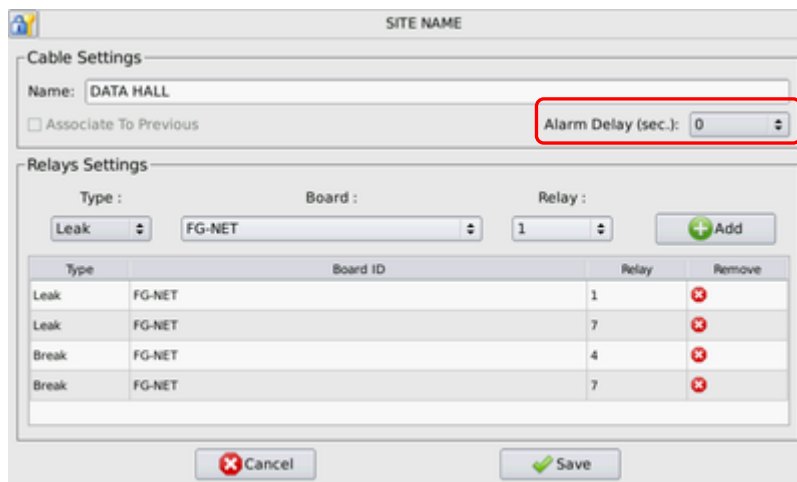 SITE NAME
Cable Settings
Name: DATA HALL
Associate To Previous Alarm Delay (sec.): 0
Relays Settings
Type : Board : Relay :
Leak FG-NET 1 Add
Type Board ID Relay Remove
Leak FG-NET 1
Leak FG-NET 7
Break FG-NET 4
Break FG-NET 7
Cancel Save